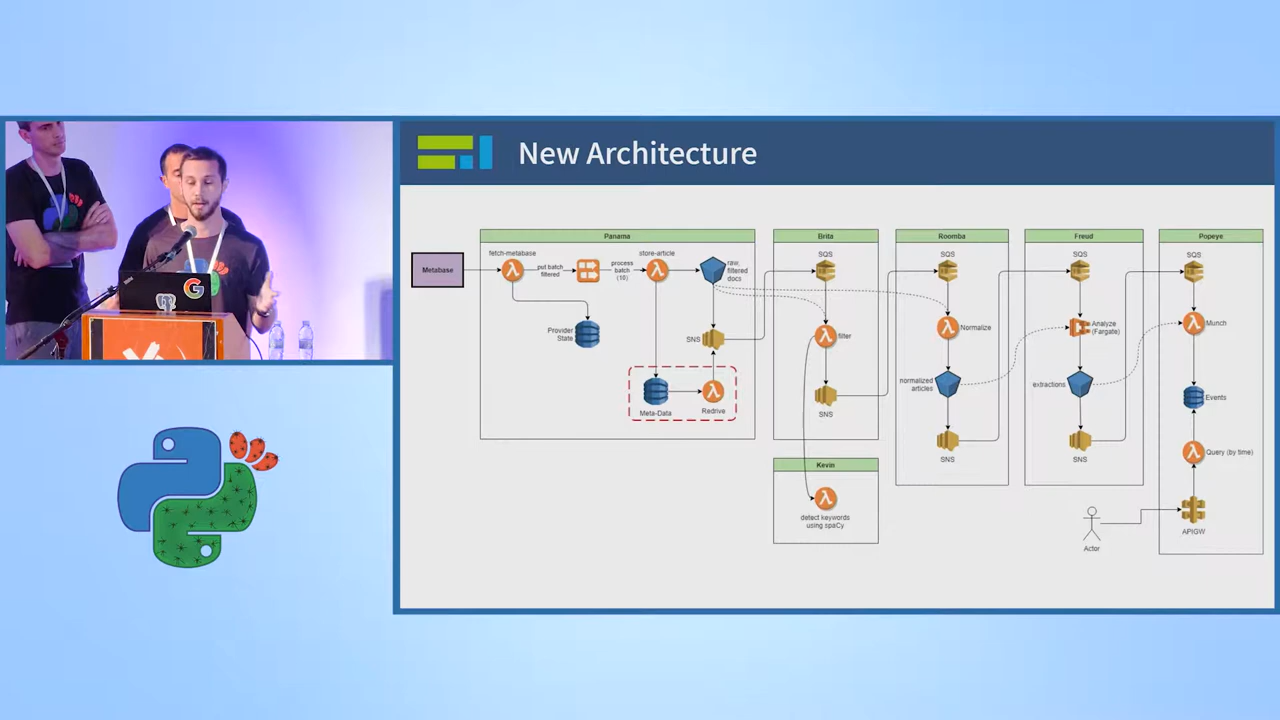 New Architecture
Metabase
Panama
fetch-metabase
put batch
filtered
process
batch
(10)
store-article
raw,
filtered
docs
Provider
State
SNS
Meta-Data
Redrive
Brita
SQS
filter
SNS
Kevin
detect keywords
using spaCy
Roomba
SQS
Normalize
normalized
articles
SNS
Freud
SQS
Analyze
(Fargate)
extractions
SNS
Popeye
SQS
Munch
Events
Query (by time)
APIGW
Actor
G